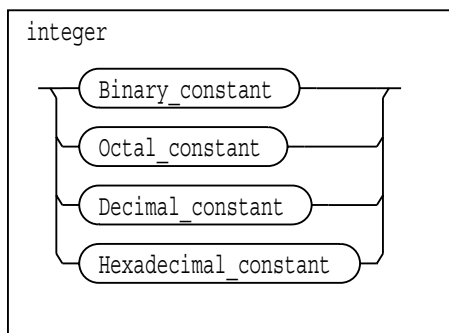 integer
Binary_constant
Octal_constant
Decimal_constant
Hexadecimal_constant